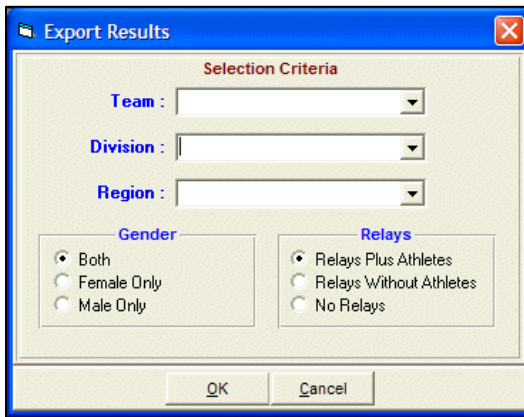 Export Results
Selection Criteria
Team :
Division :
Region :
Gender
Both
Female Only
Male Only
Relays
Relays Plus Athletes
Relays Without Athletes
No Relays
OK
Cancel